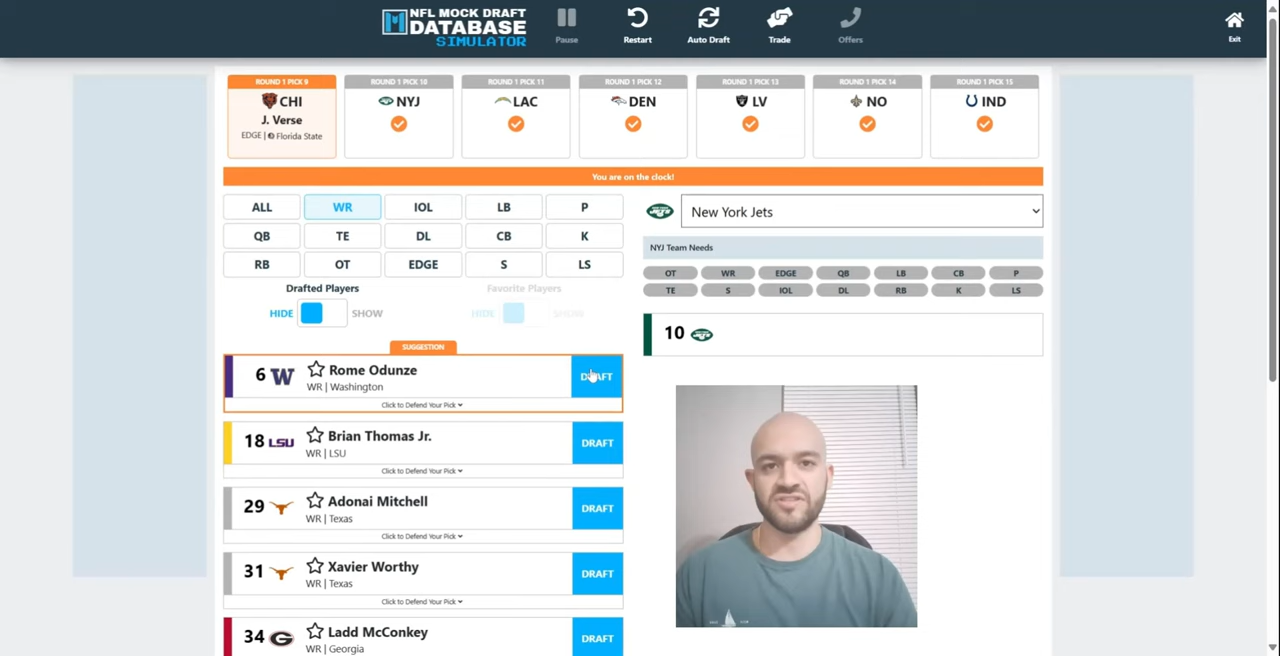 NFL MOCK DRAFT
DATABASE
SIMULATOR
Pause
Restart
Auto Draft
Trade
Offers
Exit
ROUND 1 PICK 9
CHI
J. Verse
EDGE | Florida State
ROUND 1 PICK 10
NYJ
ROUND 1 PICK 11
LAC
ROUND 1 PICK 12
DEN
ROUND 1 PICK 13
LV
ROUND 1 PICK 14
NO
ROUND 1 PICK 15
IND
You are on the clock!
ALL WR IOL LB P
QB TE DL CB K
RB OT EDGE S LS
Drafted Players
HIDE SHOW
Favorite Players
HIDE SHOW
SUGGESTION
6 W Rome Odunze
WR | Washington
DRAFT
Click to Defend Your Pick
18 LSU Brian Thomas Jr.
WR | LSU
DRAFT
Click to Defend Your Pick
29 Adonai Mitchell
WR | Texas
DRAFT
Click to Defend Your Pick
31 Xavier Worthy
WR | Texas
DRAFT
Click to Defend Your Pick
34 G Ladd McConkey
WR | Georgia
DRAFT
New York Jets
NYJ Team Needs
OT WR EDGE QB LB CB P
TE S IOL DL RB K LS
10